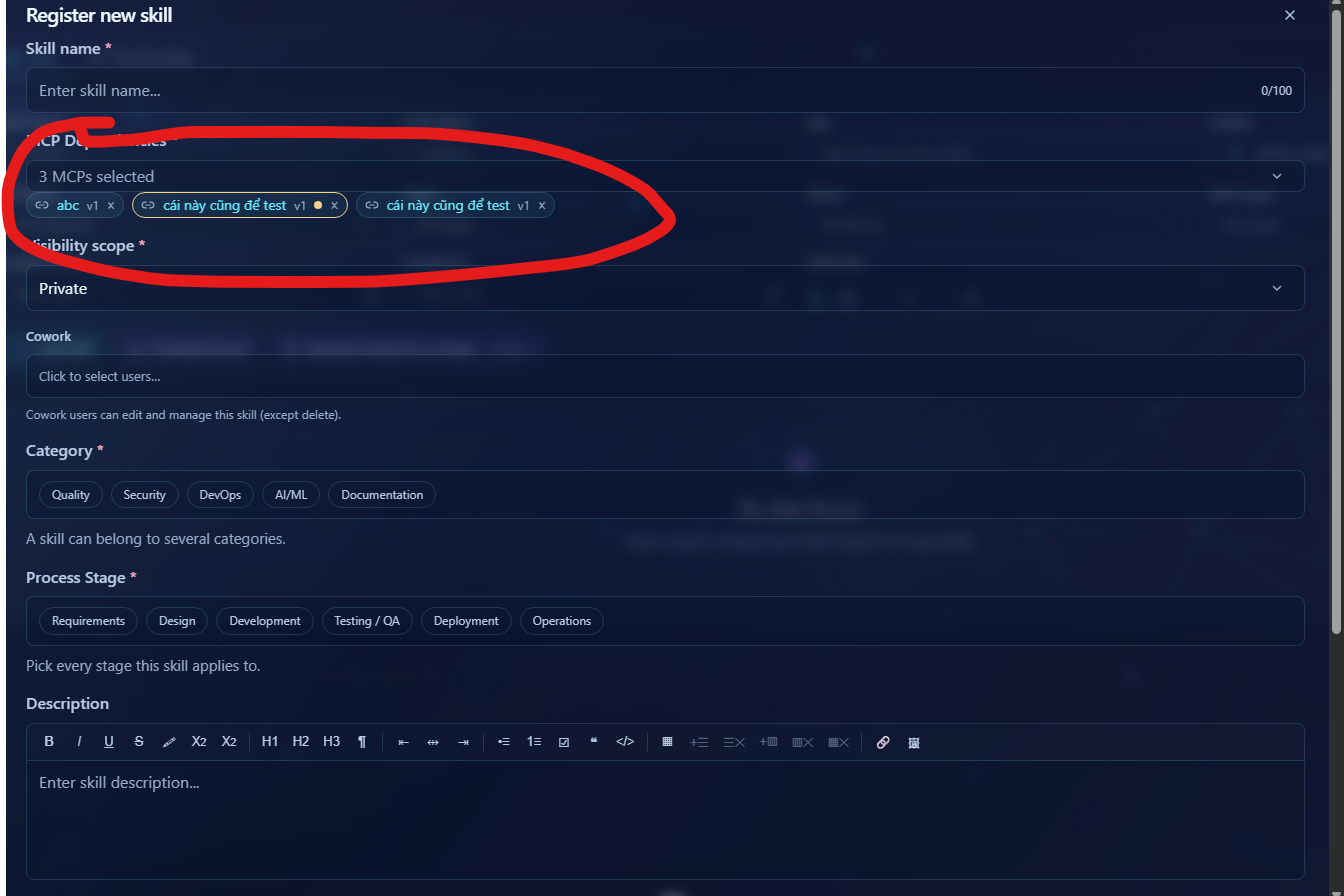 Register new skill
Skill name *
Enter skill name...
0/100
3 MCPs selected
abc v1 × cái này cũng để test v1 × cái này cũng để test v1 ×
scope *
Private
Cowork
Click to select users...
Cowork users can edit and manage this skill (except delete).
Category *
Quality Security DevOps AI/ML Documentation
A skill can belong to several categories.
Process Stage *
Requirements Design Development Testing / QA Deployment Operations
Pick every stage this skill applies to.
Description
B I U S X2 X2 H1 H2 H3 ¶ </>
Enter skill description...